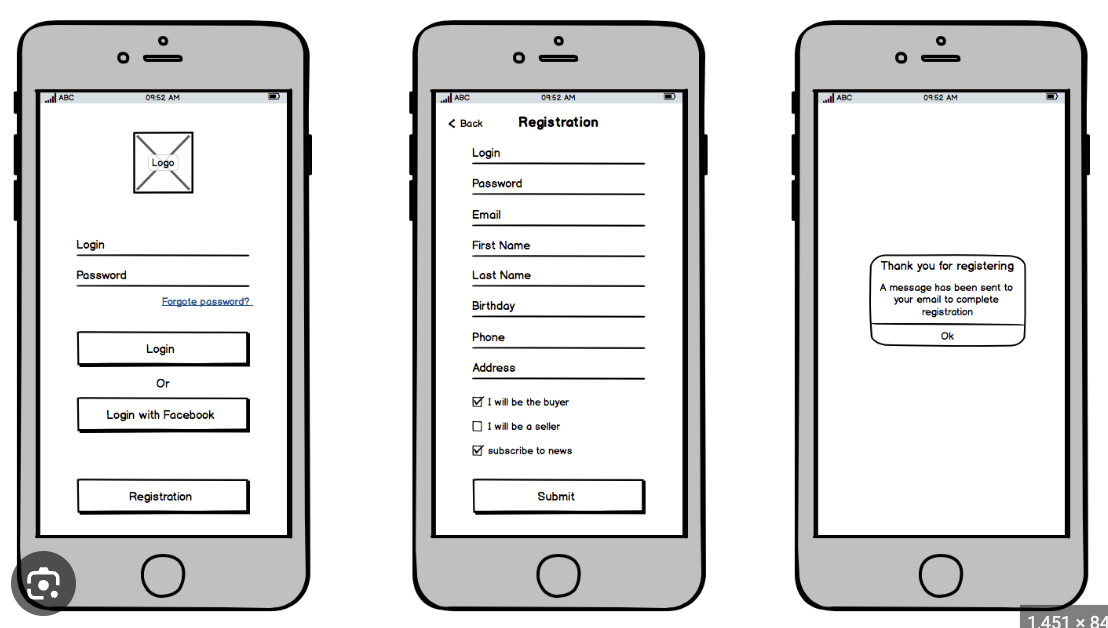 ABC 09:52 AM
Logo
Login
Password
Forgote password?
Login
Or
Login with Facebook
Registration
ABC 09:52 AM
< Back Registration
Login
Password
Email
First Name
Last Name
Birthday
Phone
Address
I will be the buyer
I will be a seller
subscribe to news
Submit
ABC 09:52 AM
Thank you for registering
A message has been sent to
your email to complete
registration
Ok